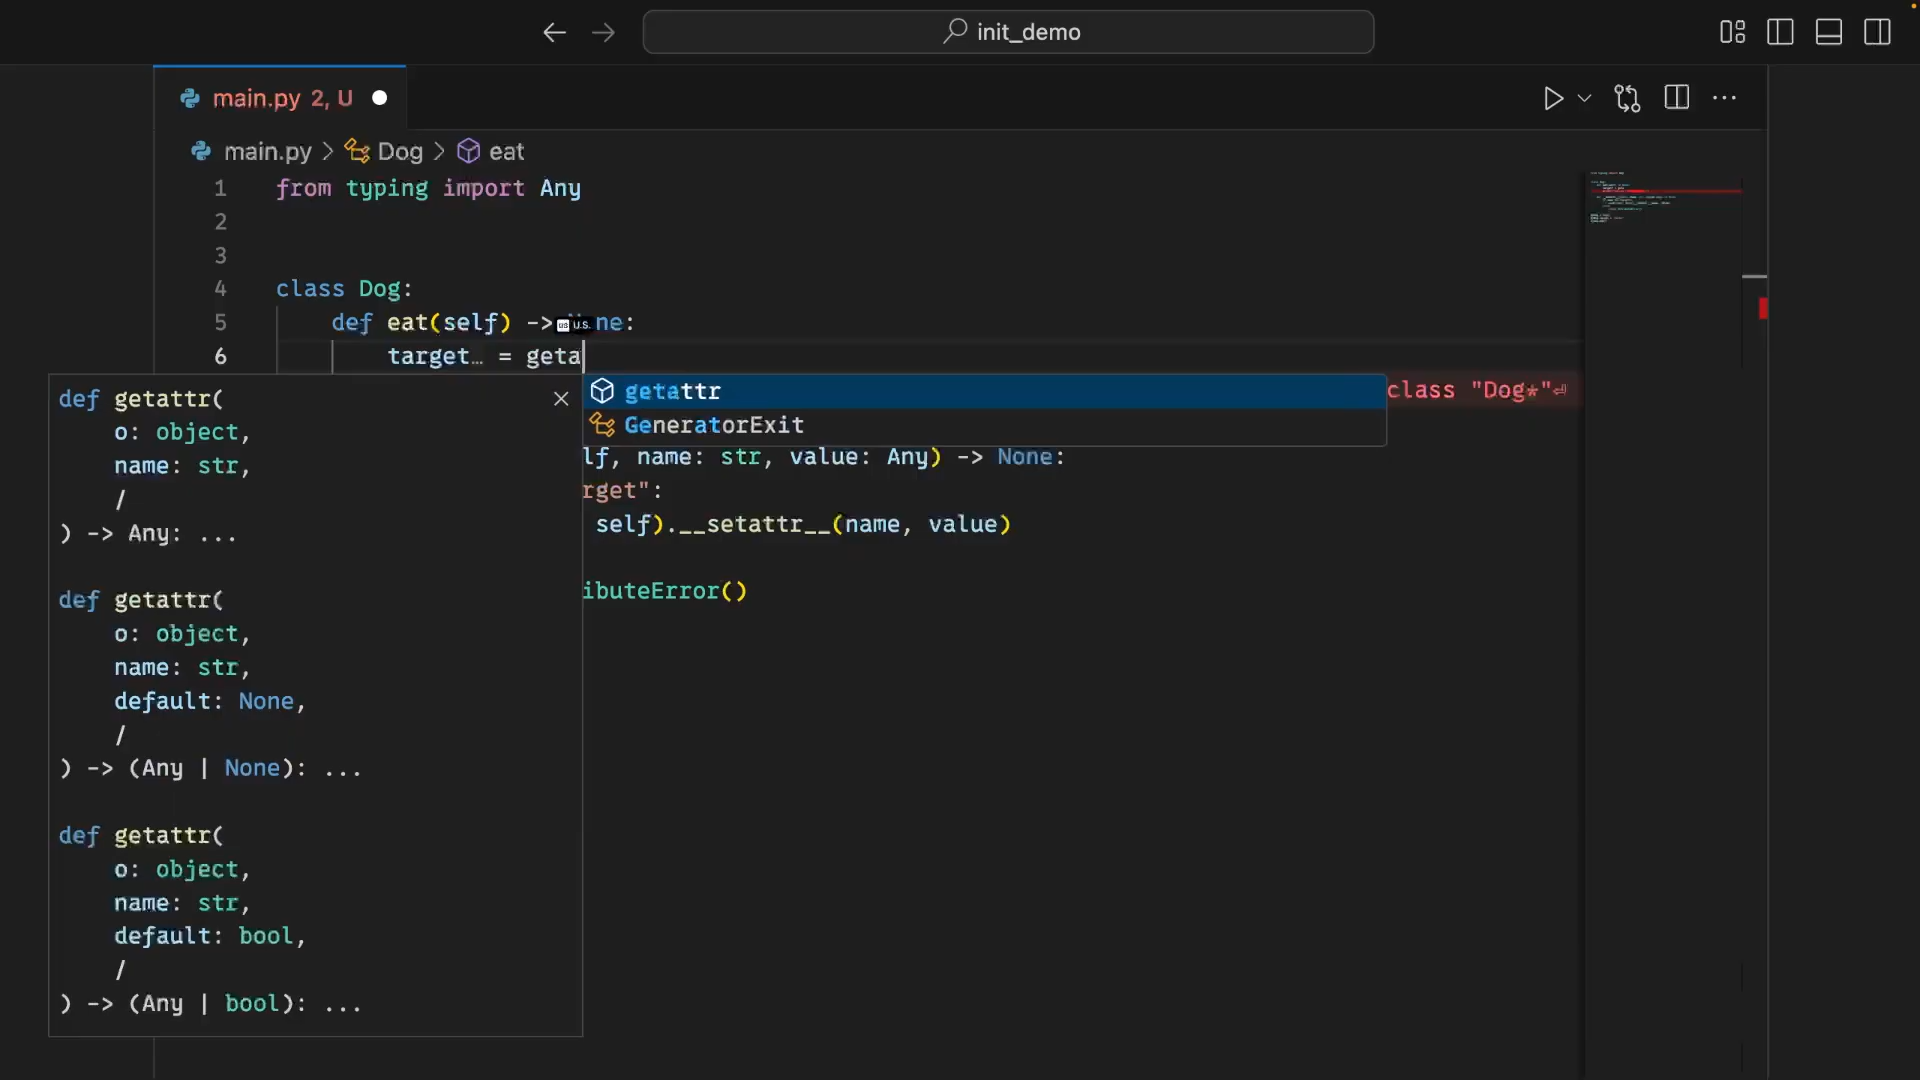 init_demo
main.py 2, U
main.py > Dog > eat
1 from typing import Any
2
3
4 class Dog:
5 def eat(self) -> ne:
US U.S.
6 target… = geta
def getattr(
o: object,
name: str,
/
) -> Any: ...
def getattr(
o: object,
name: str,
default: None,
/
) -> (Any | None): ...
def getattr(
o: object,
name: str,
default: bool,
/
) -> (Any | bool): ...
getattr
GeneratorExit
class "Dog*"⏎
lf, name: str, value: Any) -> None:
rget":
self).__setattr__(name, value)
ibuteError()